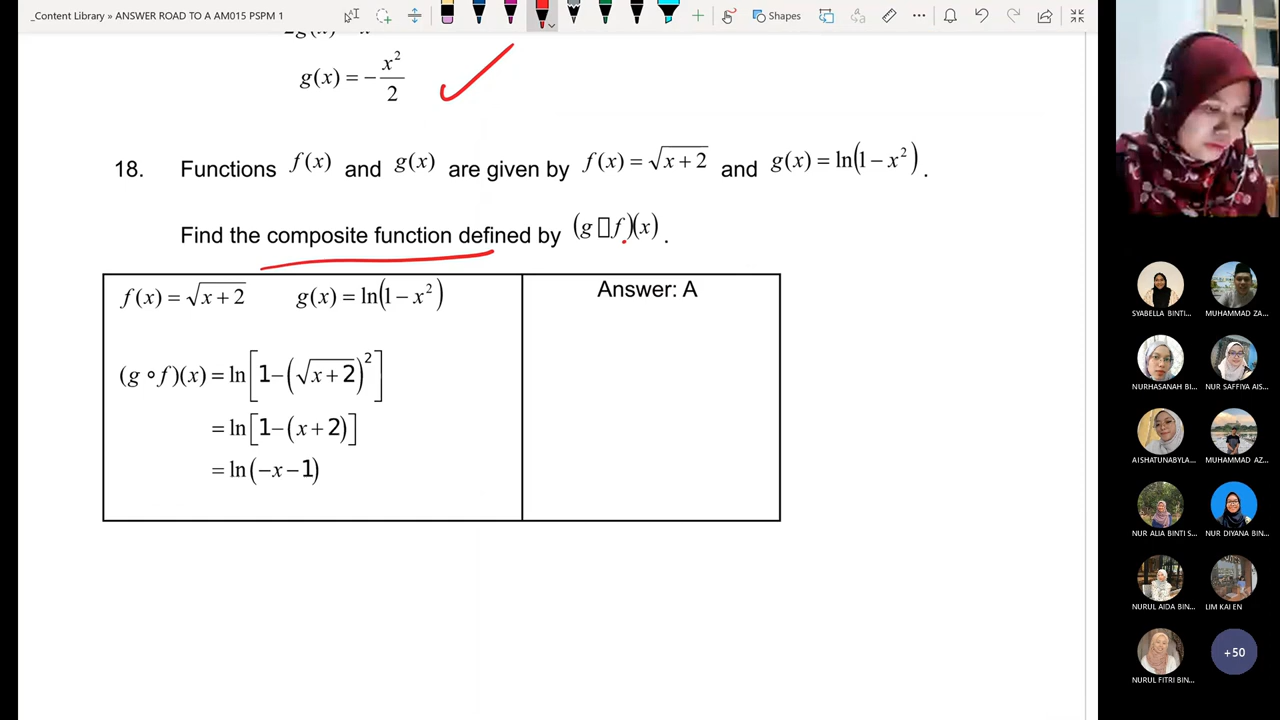 _Content Library » ANSWER ROAD TO A AM015 PSPM 1
Shapes
g(x) = -x²/2
18. Functions f(x) and g(x) are given by f(x) = √(x+2) and g(x) = ln(1 − x²).
Find the composite function defined by (g▯f)(x).
f(x) = √(x+2) g(x) = ln(1 − x²)
Answer: A
(g∘f)(x) = ln[1−(√(x+2))²]
= ln[1−(x+2)]
= ln(−x−1)
SYABELLA BINTI...
MUHAMMAD ZA...
NURHASANAH BI...
NUR SAFFIYA AIS...
AISHATUNABYLA...
MUHAMMAD AZ...
NUR ALIA BINTI S...
NUR DIYANA BIN...
NURUL AIDA BIN...
LIM KAI EN
NURUL FITRI BIN...
+50